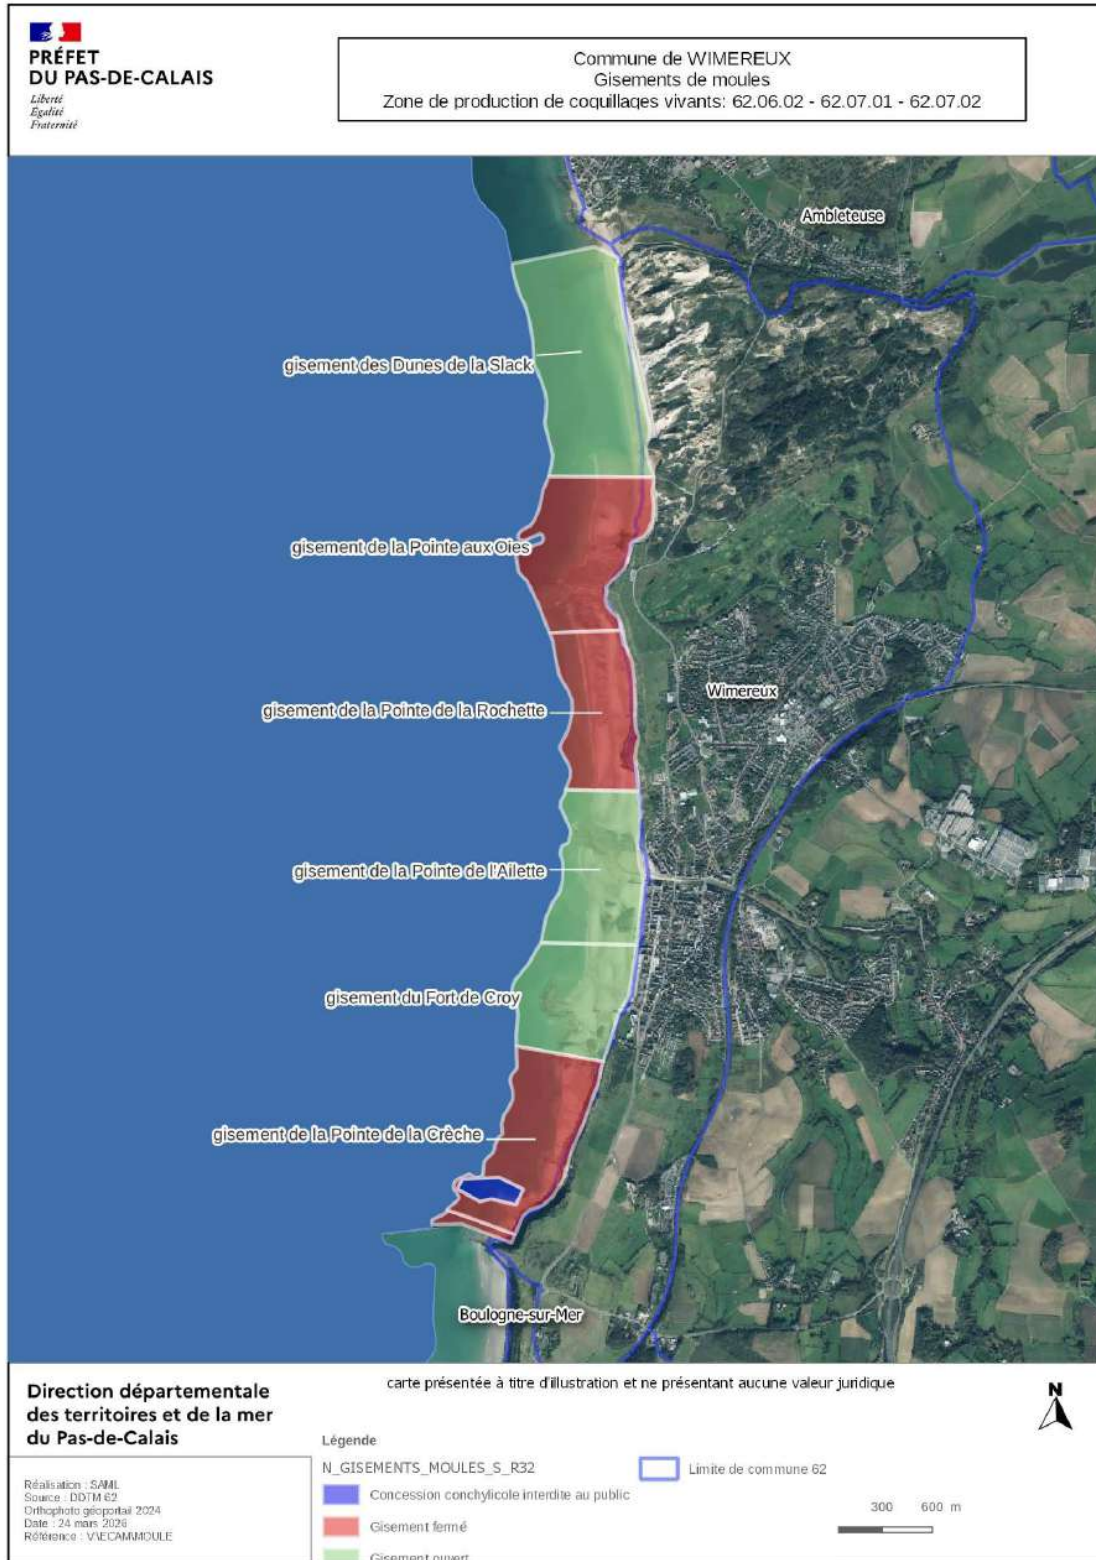 PRÉFET
DU PAS-DE-CALAIS
Liberté
Égalité
Fraternité
Commune de WIMEREUX
Gisements de moules
Zone de production de coquillages vivants: 62.06.02 - 62.07.01 - 62.07.02
Ambleteuse
gisement des Dunes de la Slack
gisement de la Pointe aux Oies
Wimereux
gisement de la Pointe de la Rochette
gisement de la Pointe de l'Ailette
gisement du Fort de Croy
gisement de la Pointe de la Crèche
Boulogne-sur-Mer
Direction départementale
des territoires et de la mer
du Pas-de-Calais
carte présentée à titre d'illustration et ne présentant aucune valeur juridique
N
Légende
N_GISEMENTS_MOULES_S_R32
Limite de commune 62
Concession conchylicole interdite au public
Gisement fermé
Gisement ouvert
300 600 m
Réalisation : SAML
Source : DDTM 62
Orthophoto géoportail 2024
Date : 24 mars 2026
Référence : V:\ECAM\MOULE